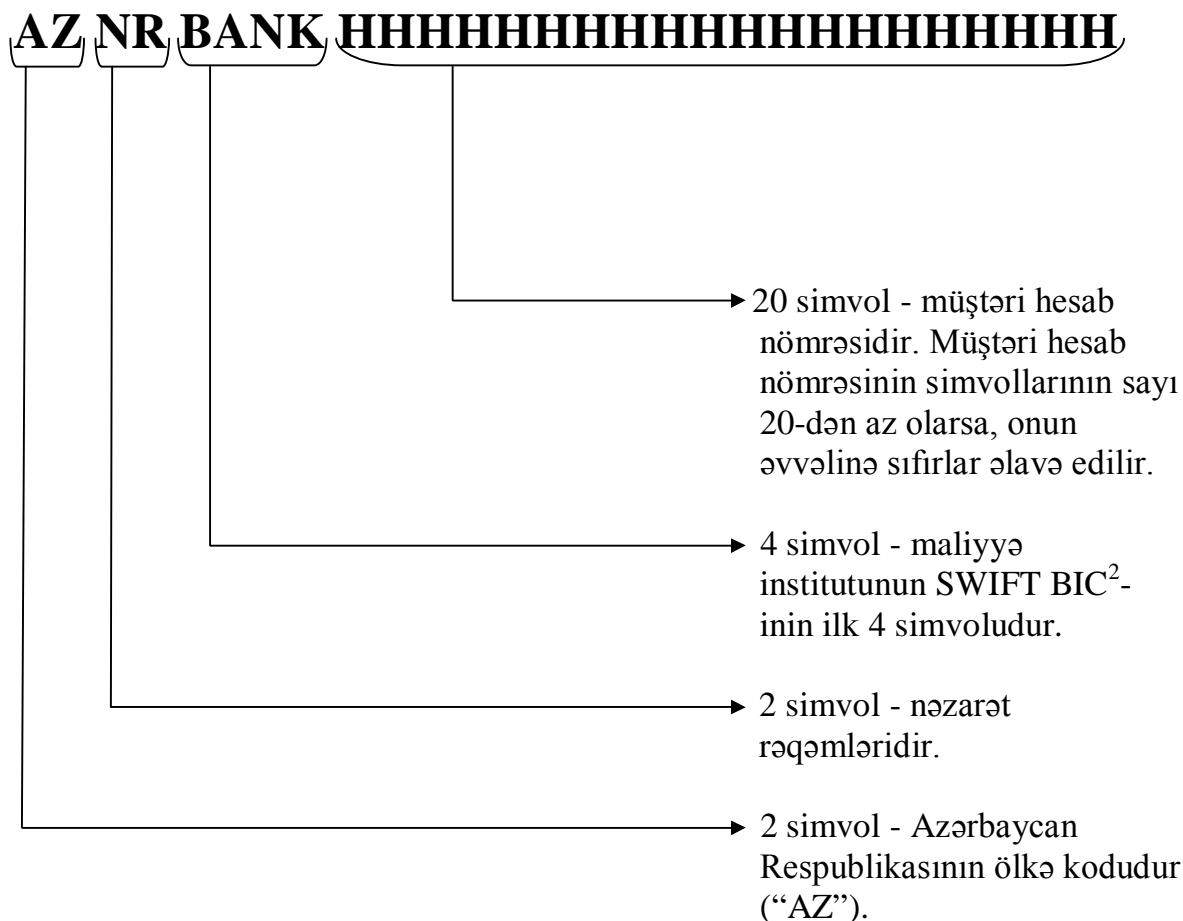 AZ NR BANK HHHHHHHHHHHHHHHHHHHH
20 simvol - müştəri hesab
nömrəsidir. Müştəri hesab
nömrəsinin simvollarının sayı
20-dən az olarsa, onun
əvvəlinə sıfırlar əlavə edilir.
4 simvol - maliyyə
institutunun SWIFT BIC²-
inin ilk 4 simvoludur.
2 simvol - nəzarət
rəqəmləridir.
2 simvol - Azərbaycan
Respublikasının ölkə kodudur
(“AZ”).